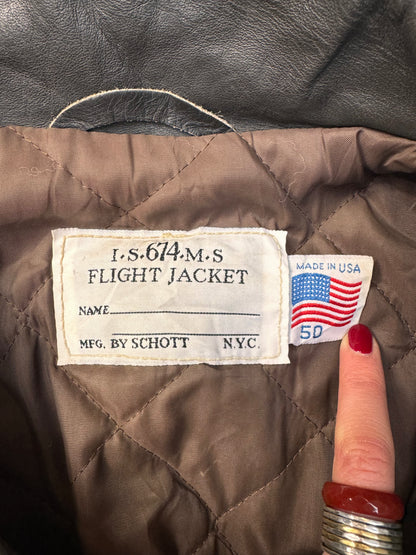 I·S·674·M·S
FLIGHT JACKET
NAME
MFG. BY SCHOTT N.Y.C.
MADE IN USA
50